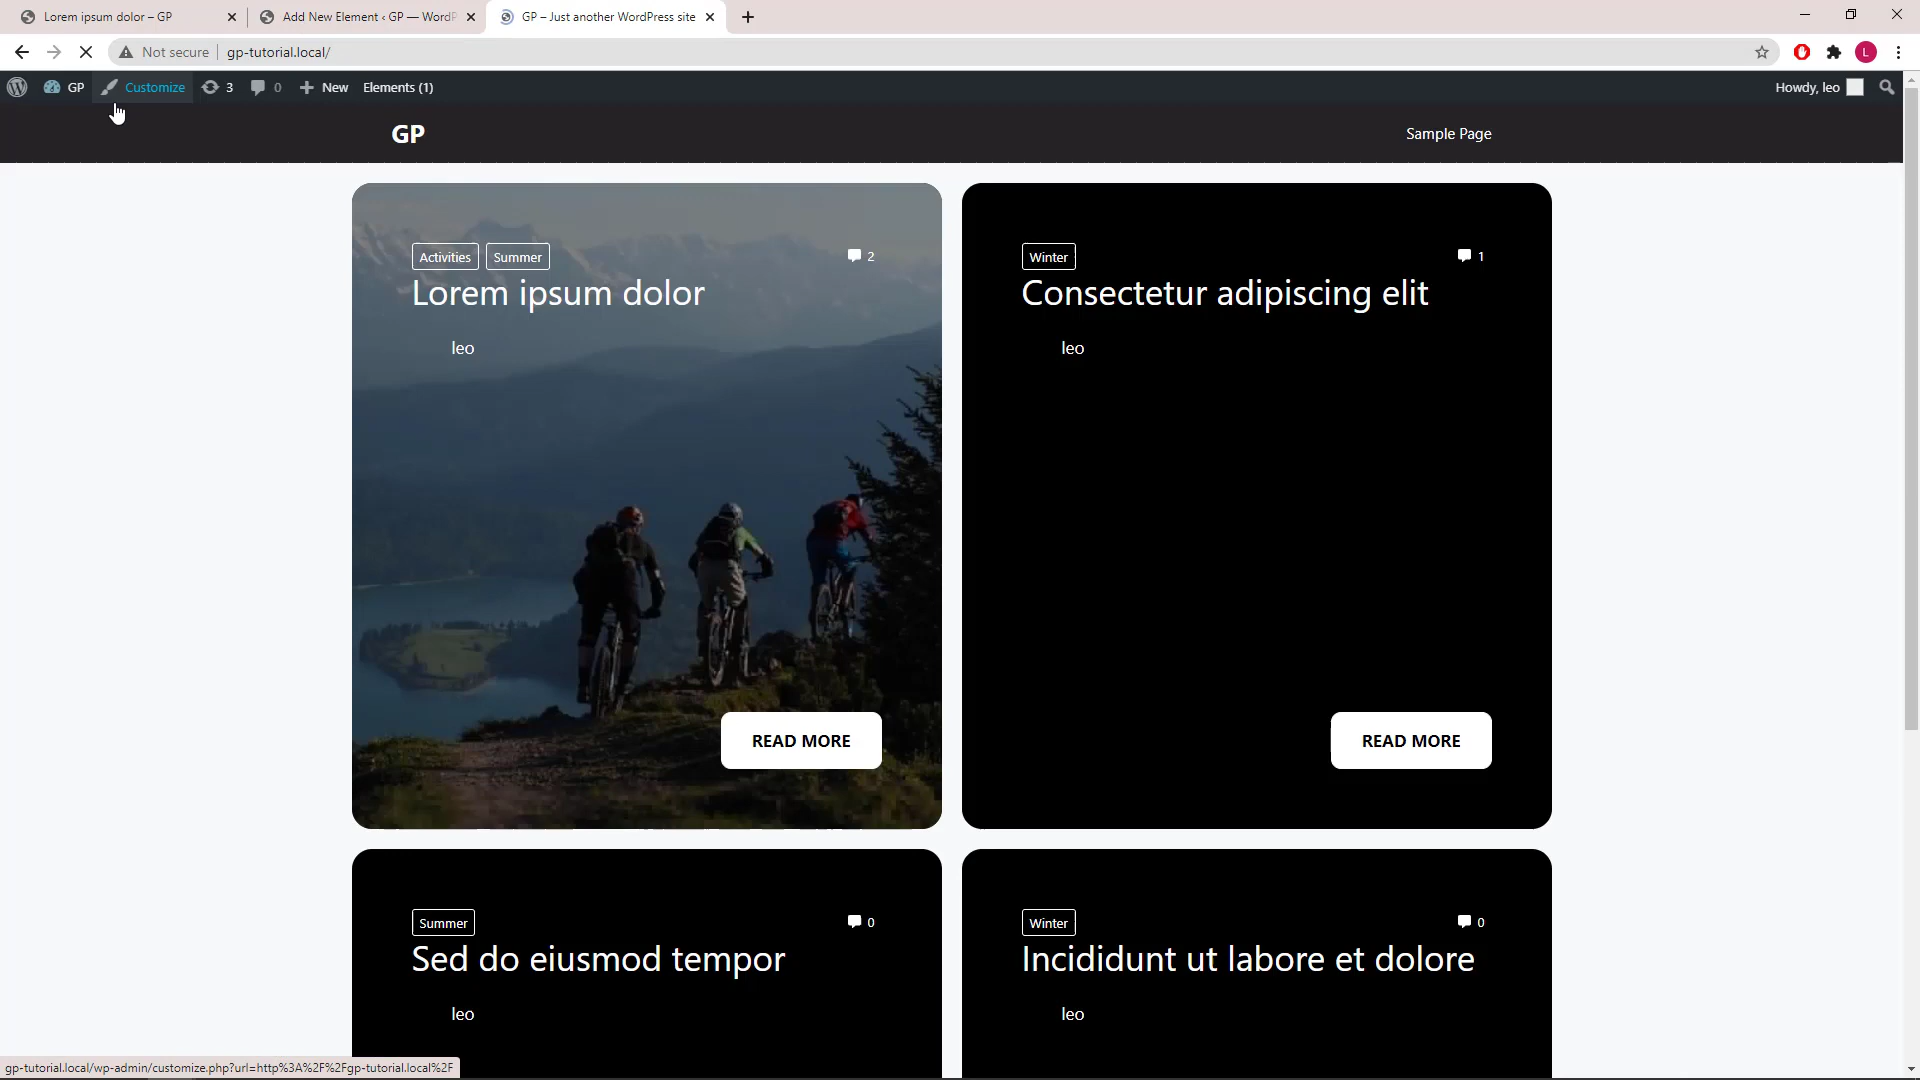 Lorem ipsum dolor – GP
Add New Element ‹ GP — WordP
GP – Just another WordPress site
Not secure
gp-tutorial.local/
L
GP
Customize
3
0
New
Elements (1)
Howdy, leo
GP
Sample Page
Activities
Summer
2
Lorem ipsum dolor
leo
READ MORE
Winter
1
Consectetur adipiscing elit
leo
READ MORE
Summer
0
Sed do eiusmod tempor
leo
Winter
0
Incididunt ut labore et dolore
leo
gp-tutorial.local/wp-admin/customize.php?url=http%3A%2F%2Fgp-tutorial.local%2F